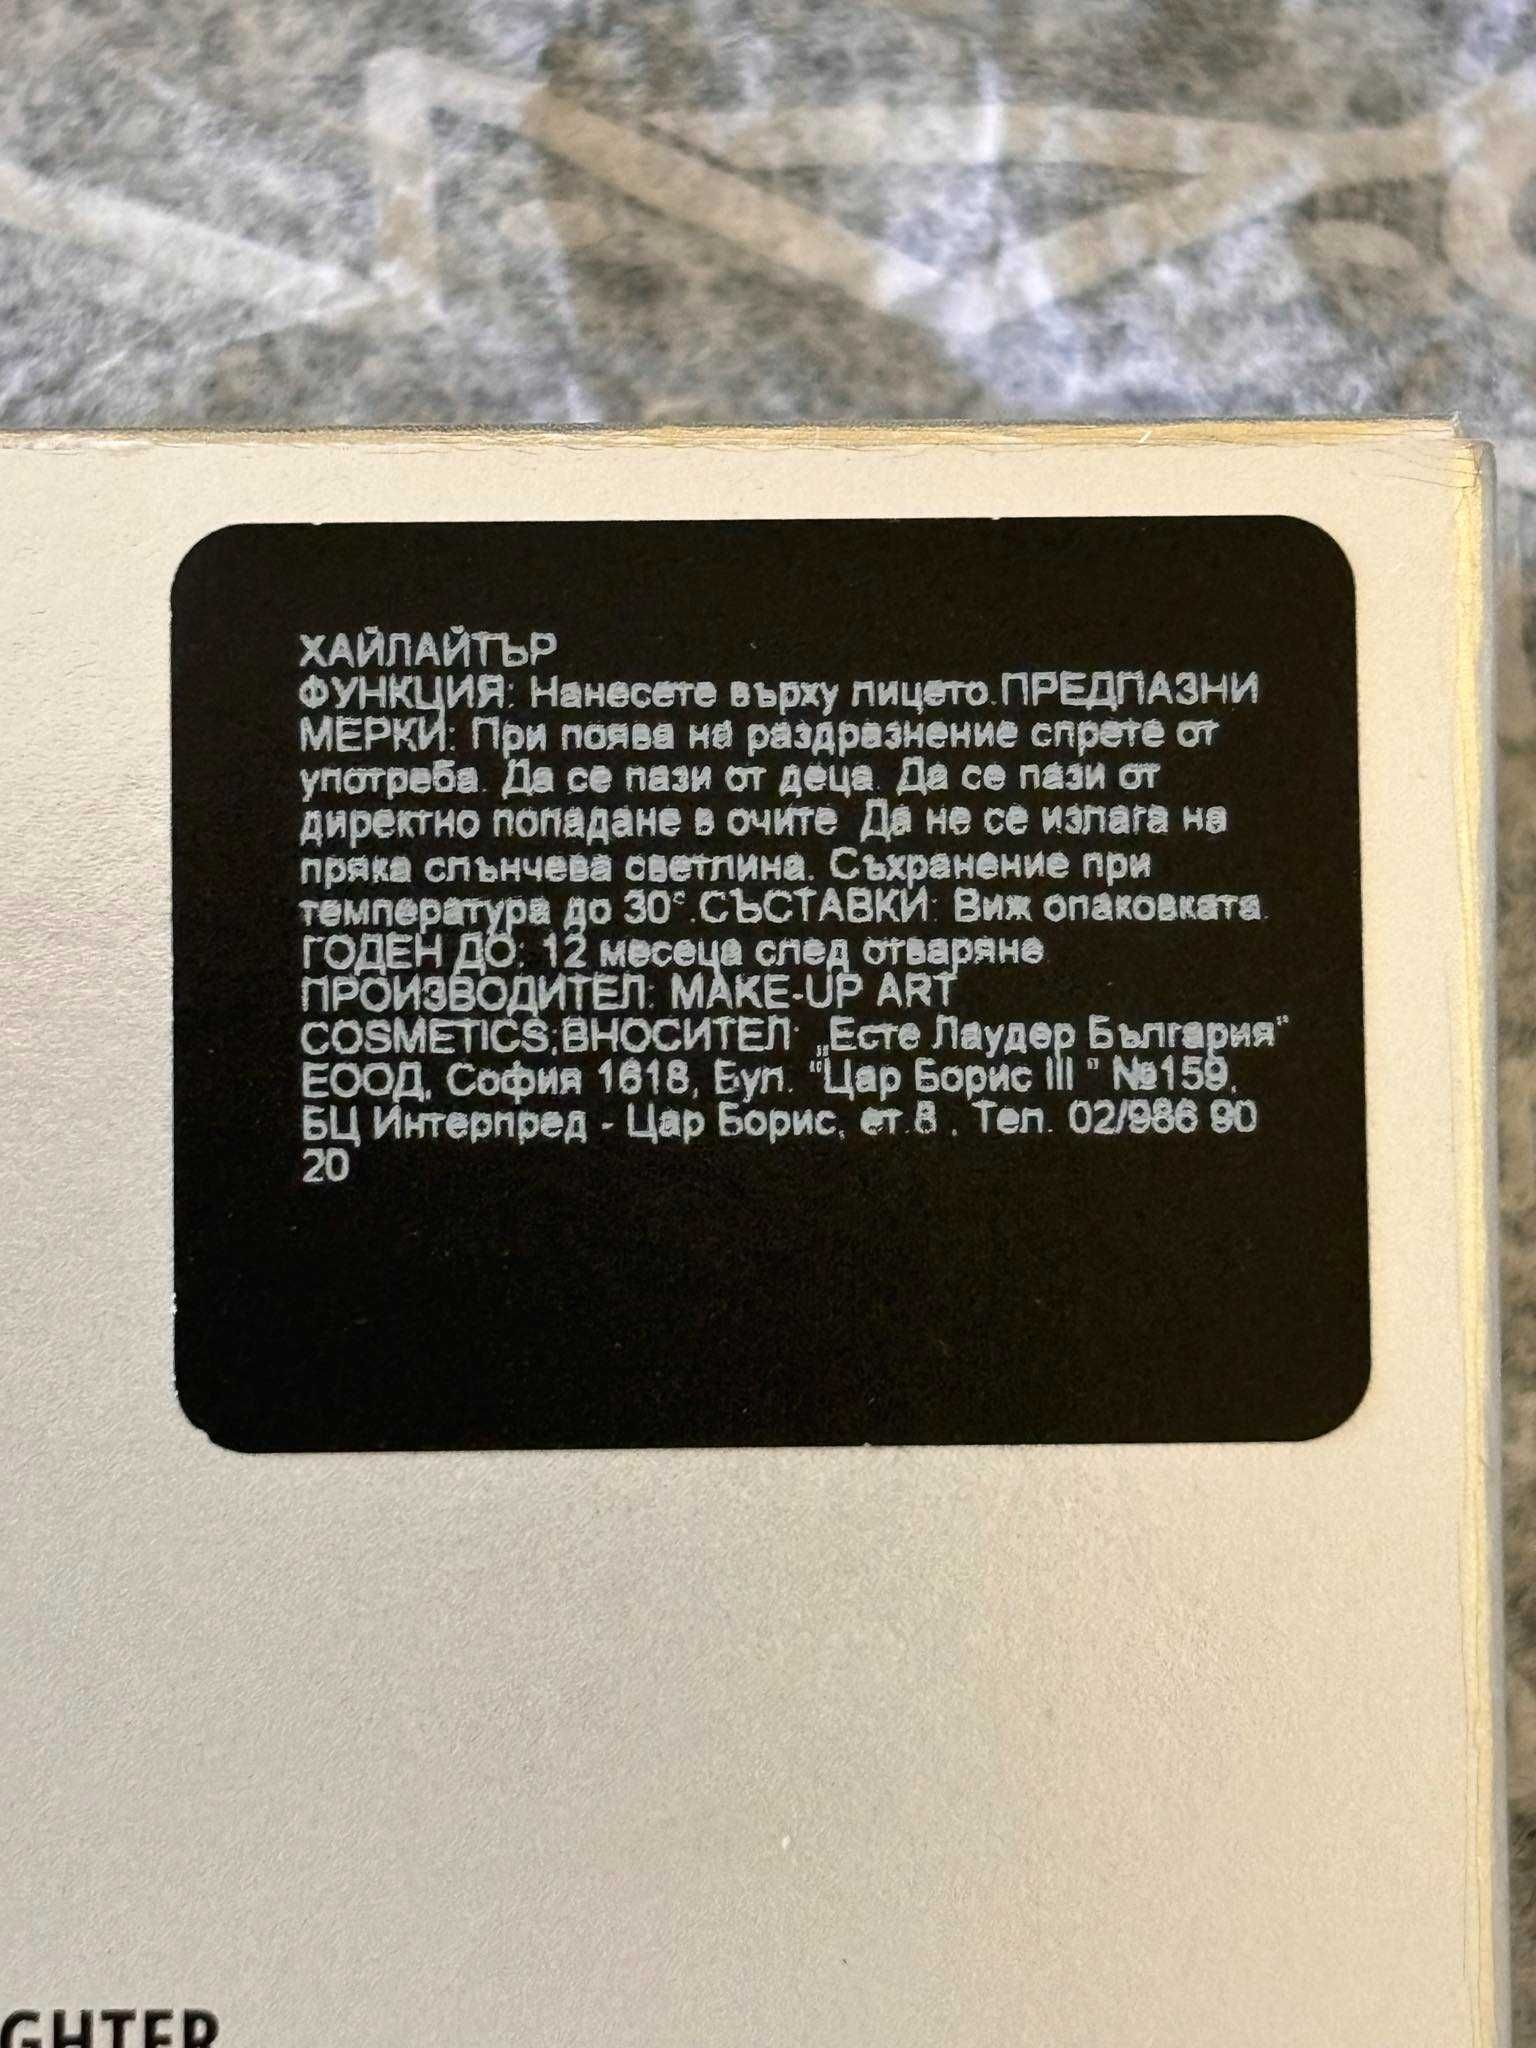 ХАЙЛАЙТЪР
ФУНКЦИЯ: Нанесете върху лицето.ПРЕДПАЗНИ
МЕРКИ: При поява на раздразнение спрете от
употреба. Да се пази от деца. Да се пази от
директно попадане в очите. Да не се излага на
пряка слънчева светлина. Съхранение при
температура до 30°.СЪСТАВКИ: Виж опаковката.
ГОДЕН ДО: 12 месеца след отваряне.
ПРОИЗВОДИТЕЛ: MAKE-UP ART
COSMETICS;ВНОСИТЕЛ: „Есте Лаудер България"
ЕООД, София 1618, Бул. "Цар Борис III " №159,
БЦ Интерпред - Цар Борис, ет.8 , Тел. 02/986 90
20
GHTER